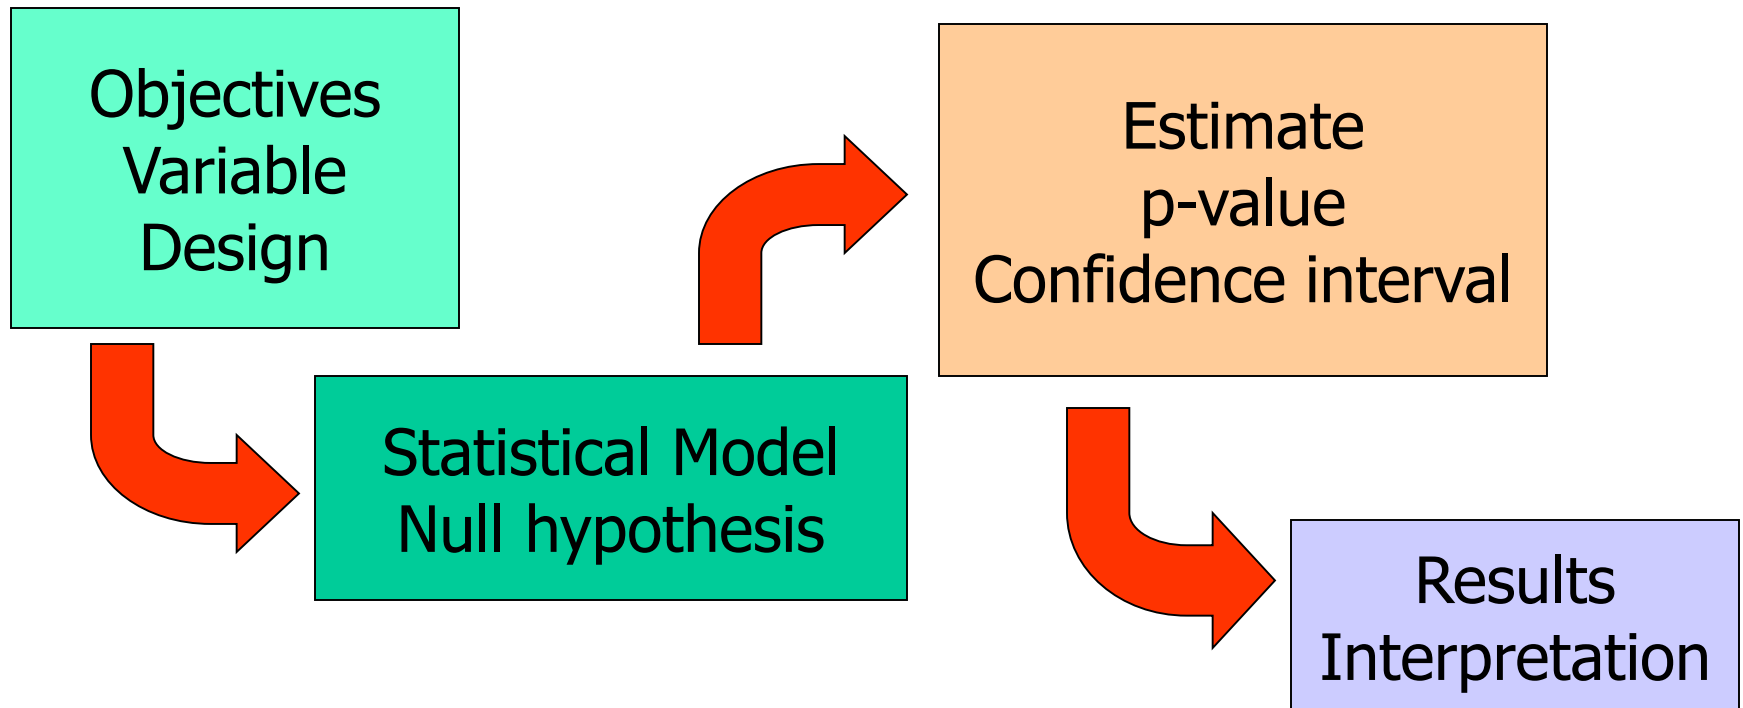 Objectives
Variable
Design
Statistical Model
Null hypothesis
Estimate
p-value
Confidence interval
Results
Interpretation